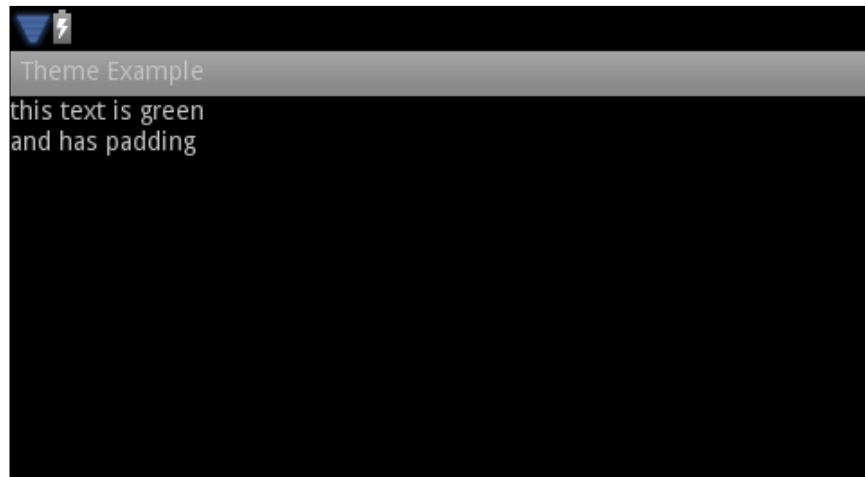 Theme Example
this text is green
and has padding